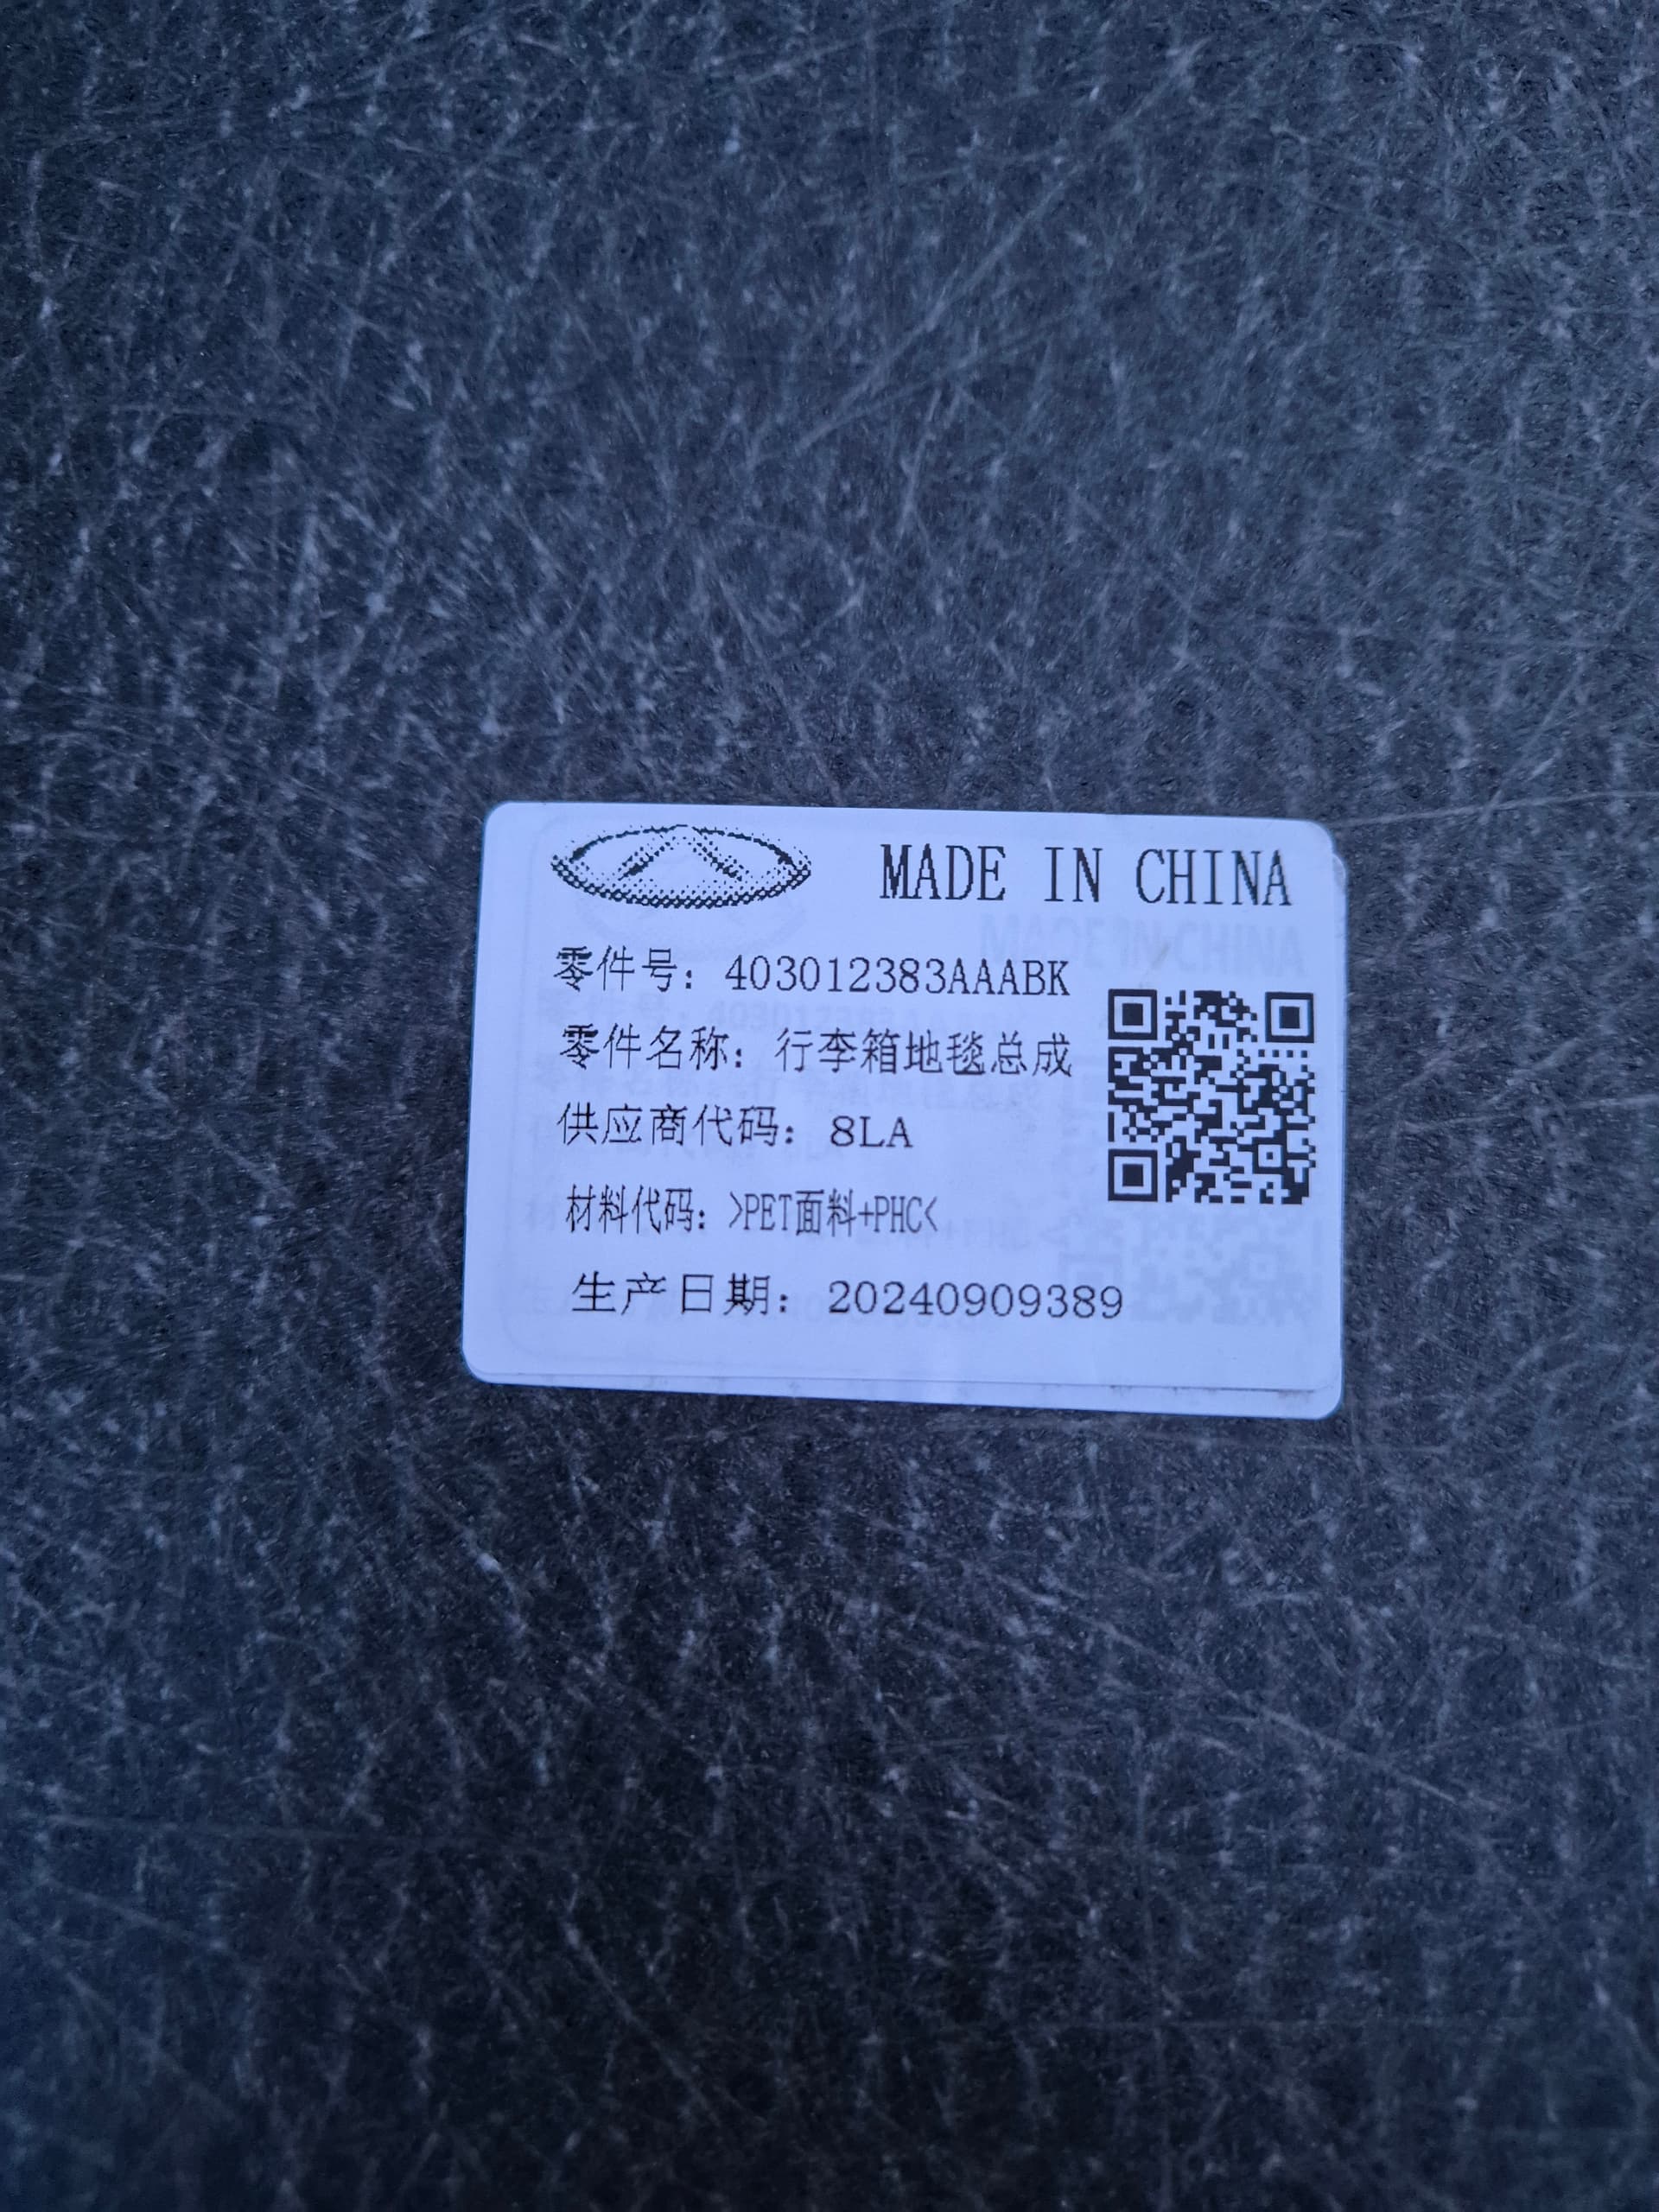 MADE IN CHINA
零件号: 403012383AAABK
零件名称: 行李箱地毯总成
供应商代码: 8LA
材料代码: >PET面料+PHC<
生产日期: 20240909389